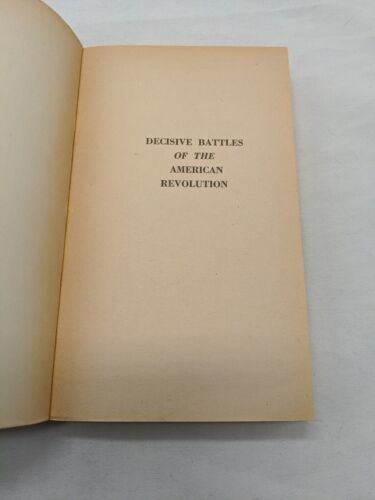 DECISIVE BATTLES
OF THE
AMERICAN
REVOLUTION